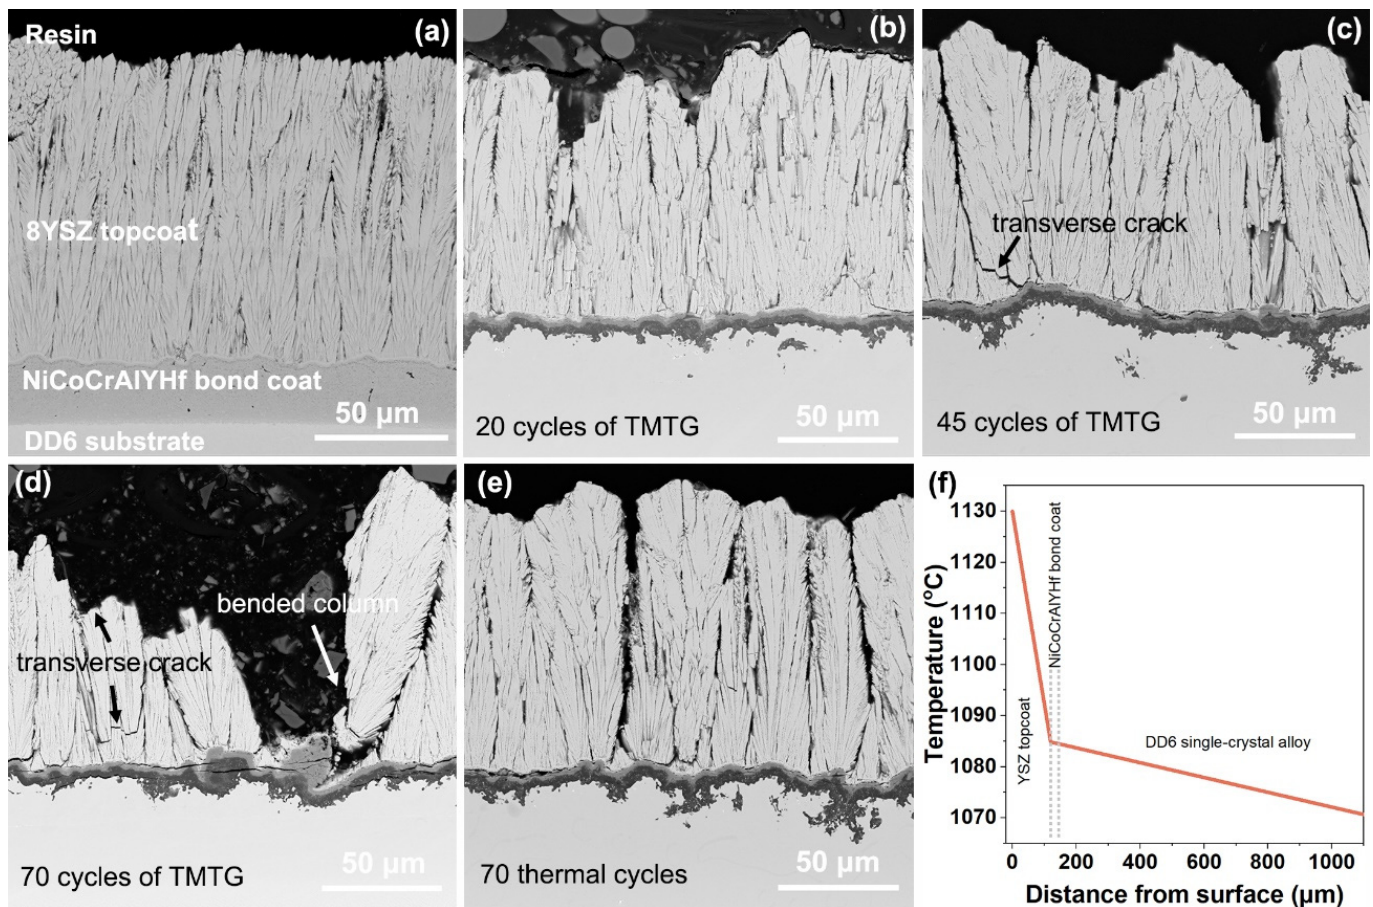 Resin
(a)
8YSZ topcoat
NiCoCrAlYHf bond coat
50 μm
DD6 substrate
(b)
20 cycles of TMTG
50 μm
(c)
transverse crack
45 cycles of TMTG
50 μm
(d)
bended column
transverse crack
70 cycles of TMTG
50 μm
(e)
70 thermal cycles
50 μm
(f)
1130
1120
1110
1100
1090
1080
1070
Temperature (°C)
YSZ topcoat
NiCoCrAlYHf bond coat
DD6 single-crystal alloy
0 200 400 600 800 1000
Distance from surface (μm)